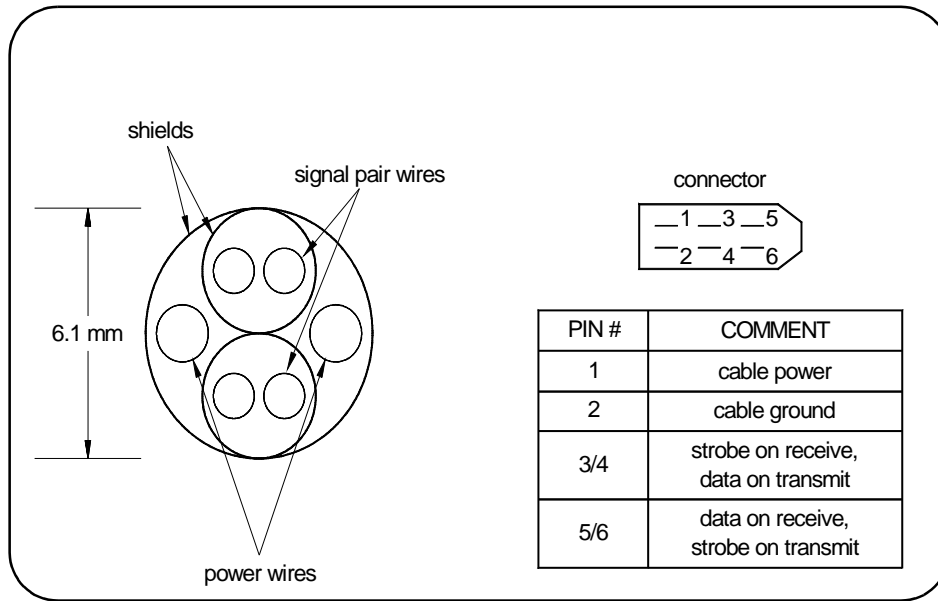 shields
signal pair wires
6.1 mm
power wires
connector
1 3 5
2 4 6
PIN # COMMENT
1 cable power
2 cable ground
3/4 strobe on receive,
data on transmit
5/6 data on receive,
strobe on transmit